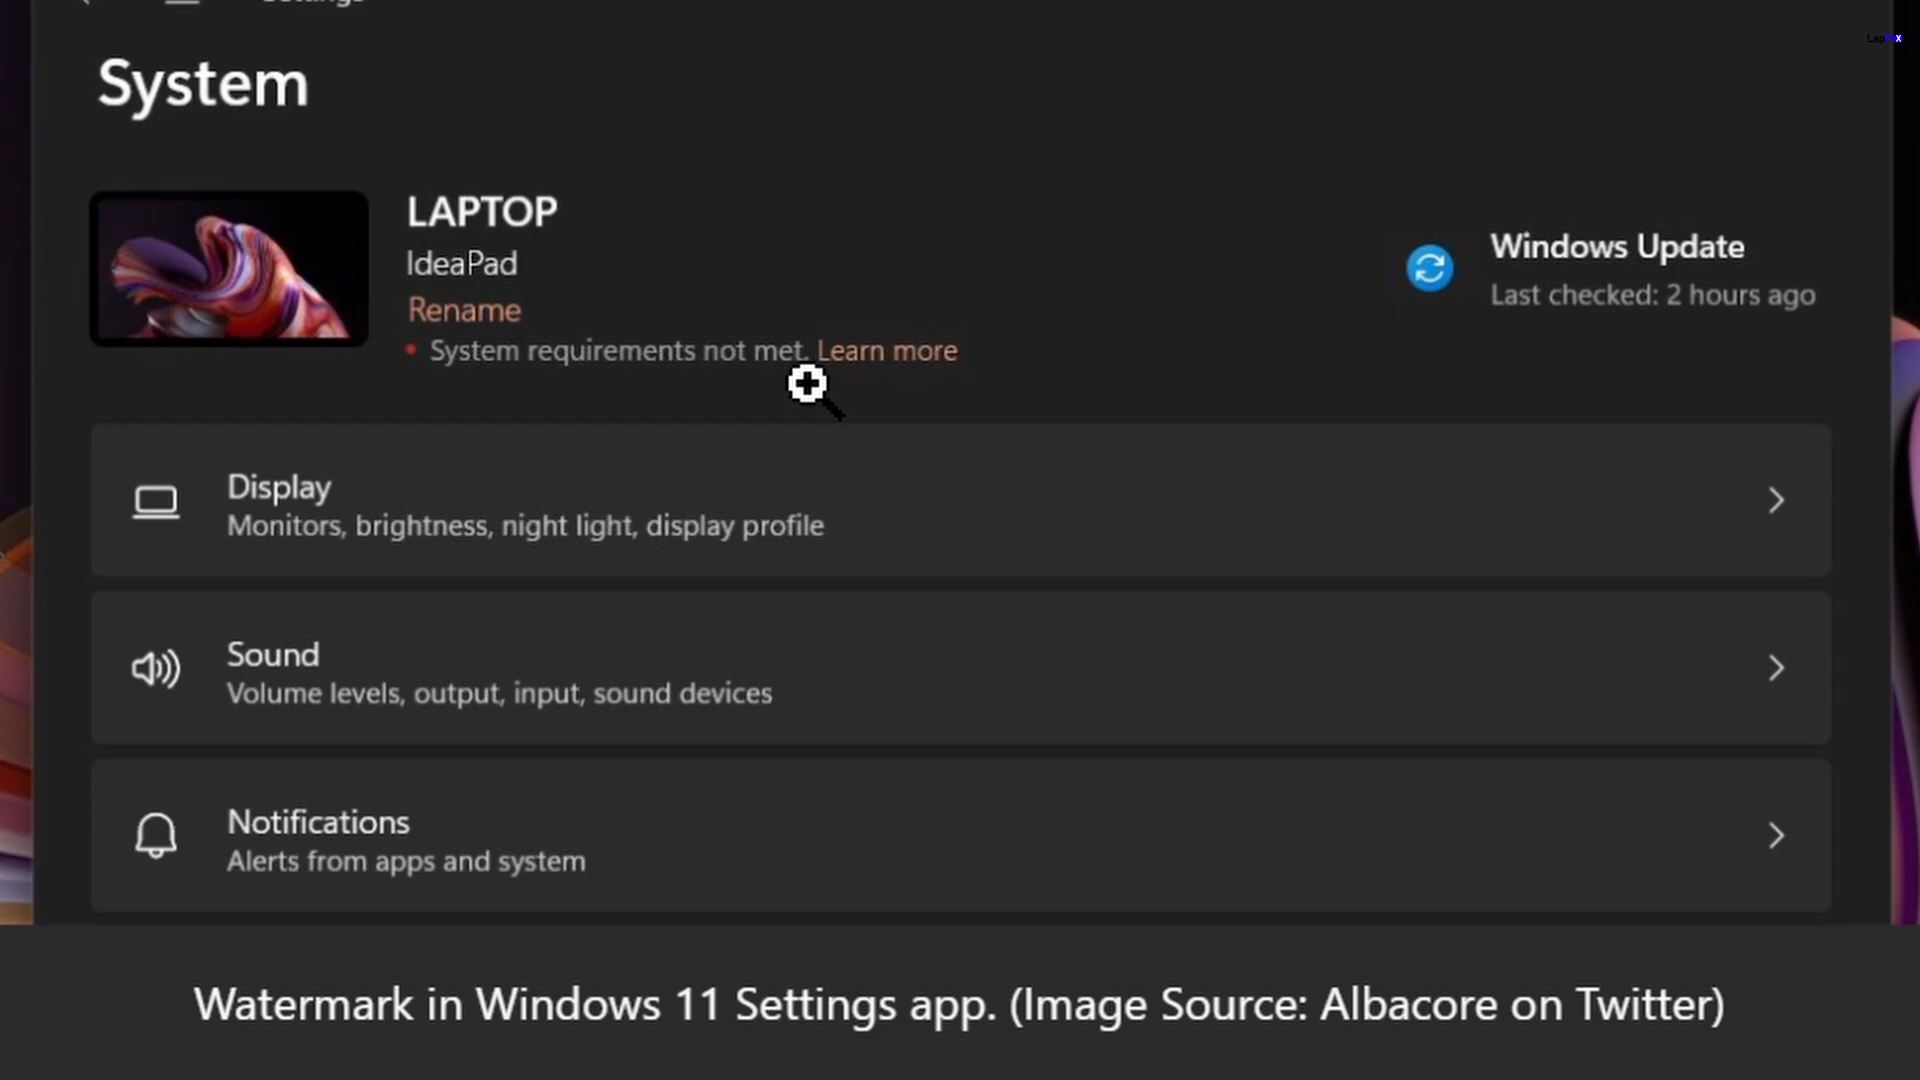 System
LAPTOP
IdeaPad
Rename
• System requirements not met. Learn more
Windows Update
Last checked: 2 hours ago
Display
Monitors, brightness, night light, display profile
Sound
Volume levels, output, input, sound devices
Notifications
Alerts from apps and system
Watermark in Windows 11 Settings app. (Image Source: Albacore on Twitter)